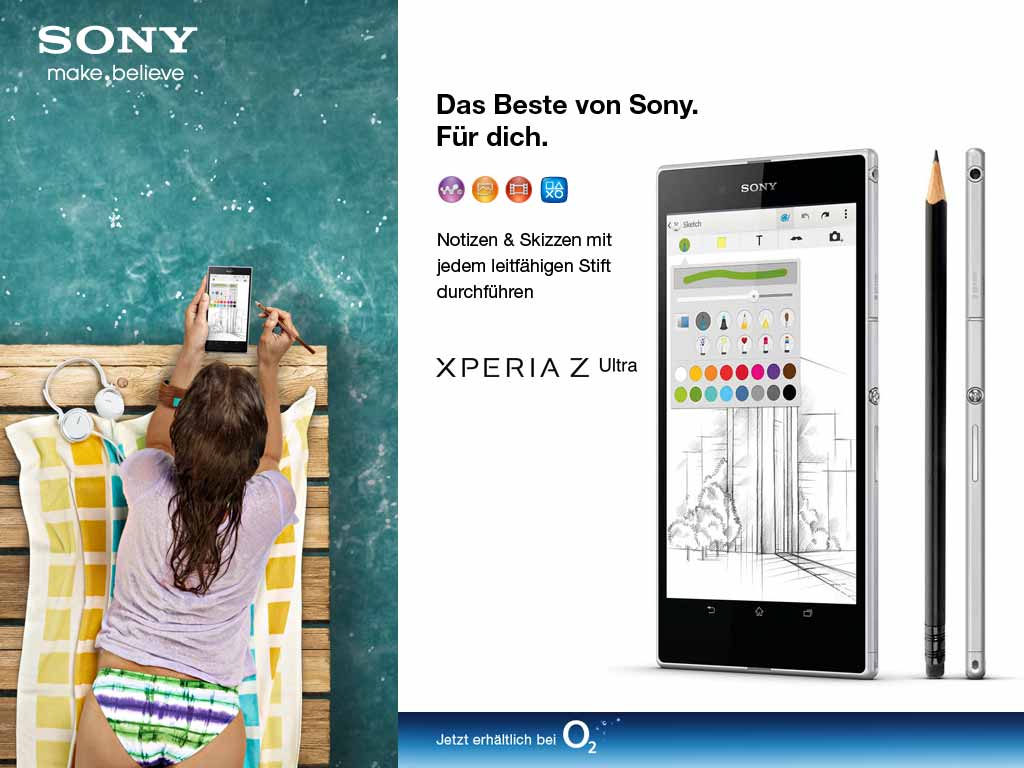 SONY
make.believe
Das Beste von Sony.
Für dich.
Notizen & Skizzen mit
jedem leitfähigen Stift
durchführen
XPERIA Z Ultra
SONY
Sketch
T
Jetzt erhältlich bei O2